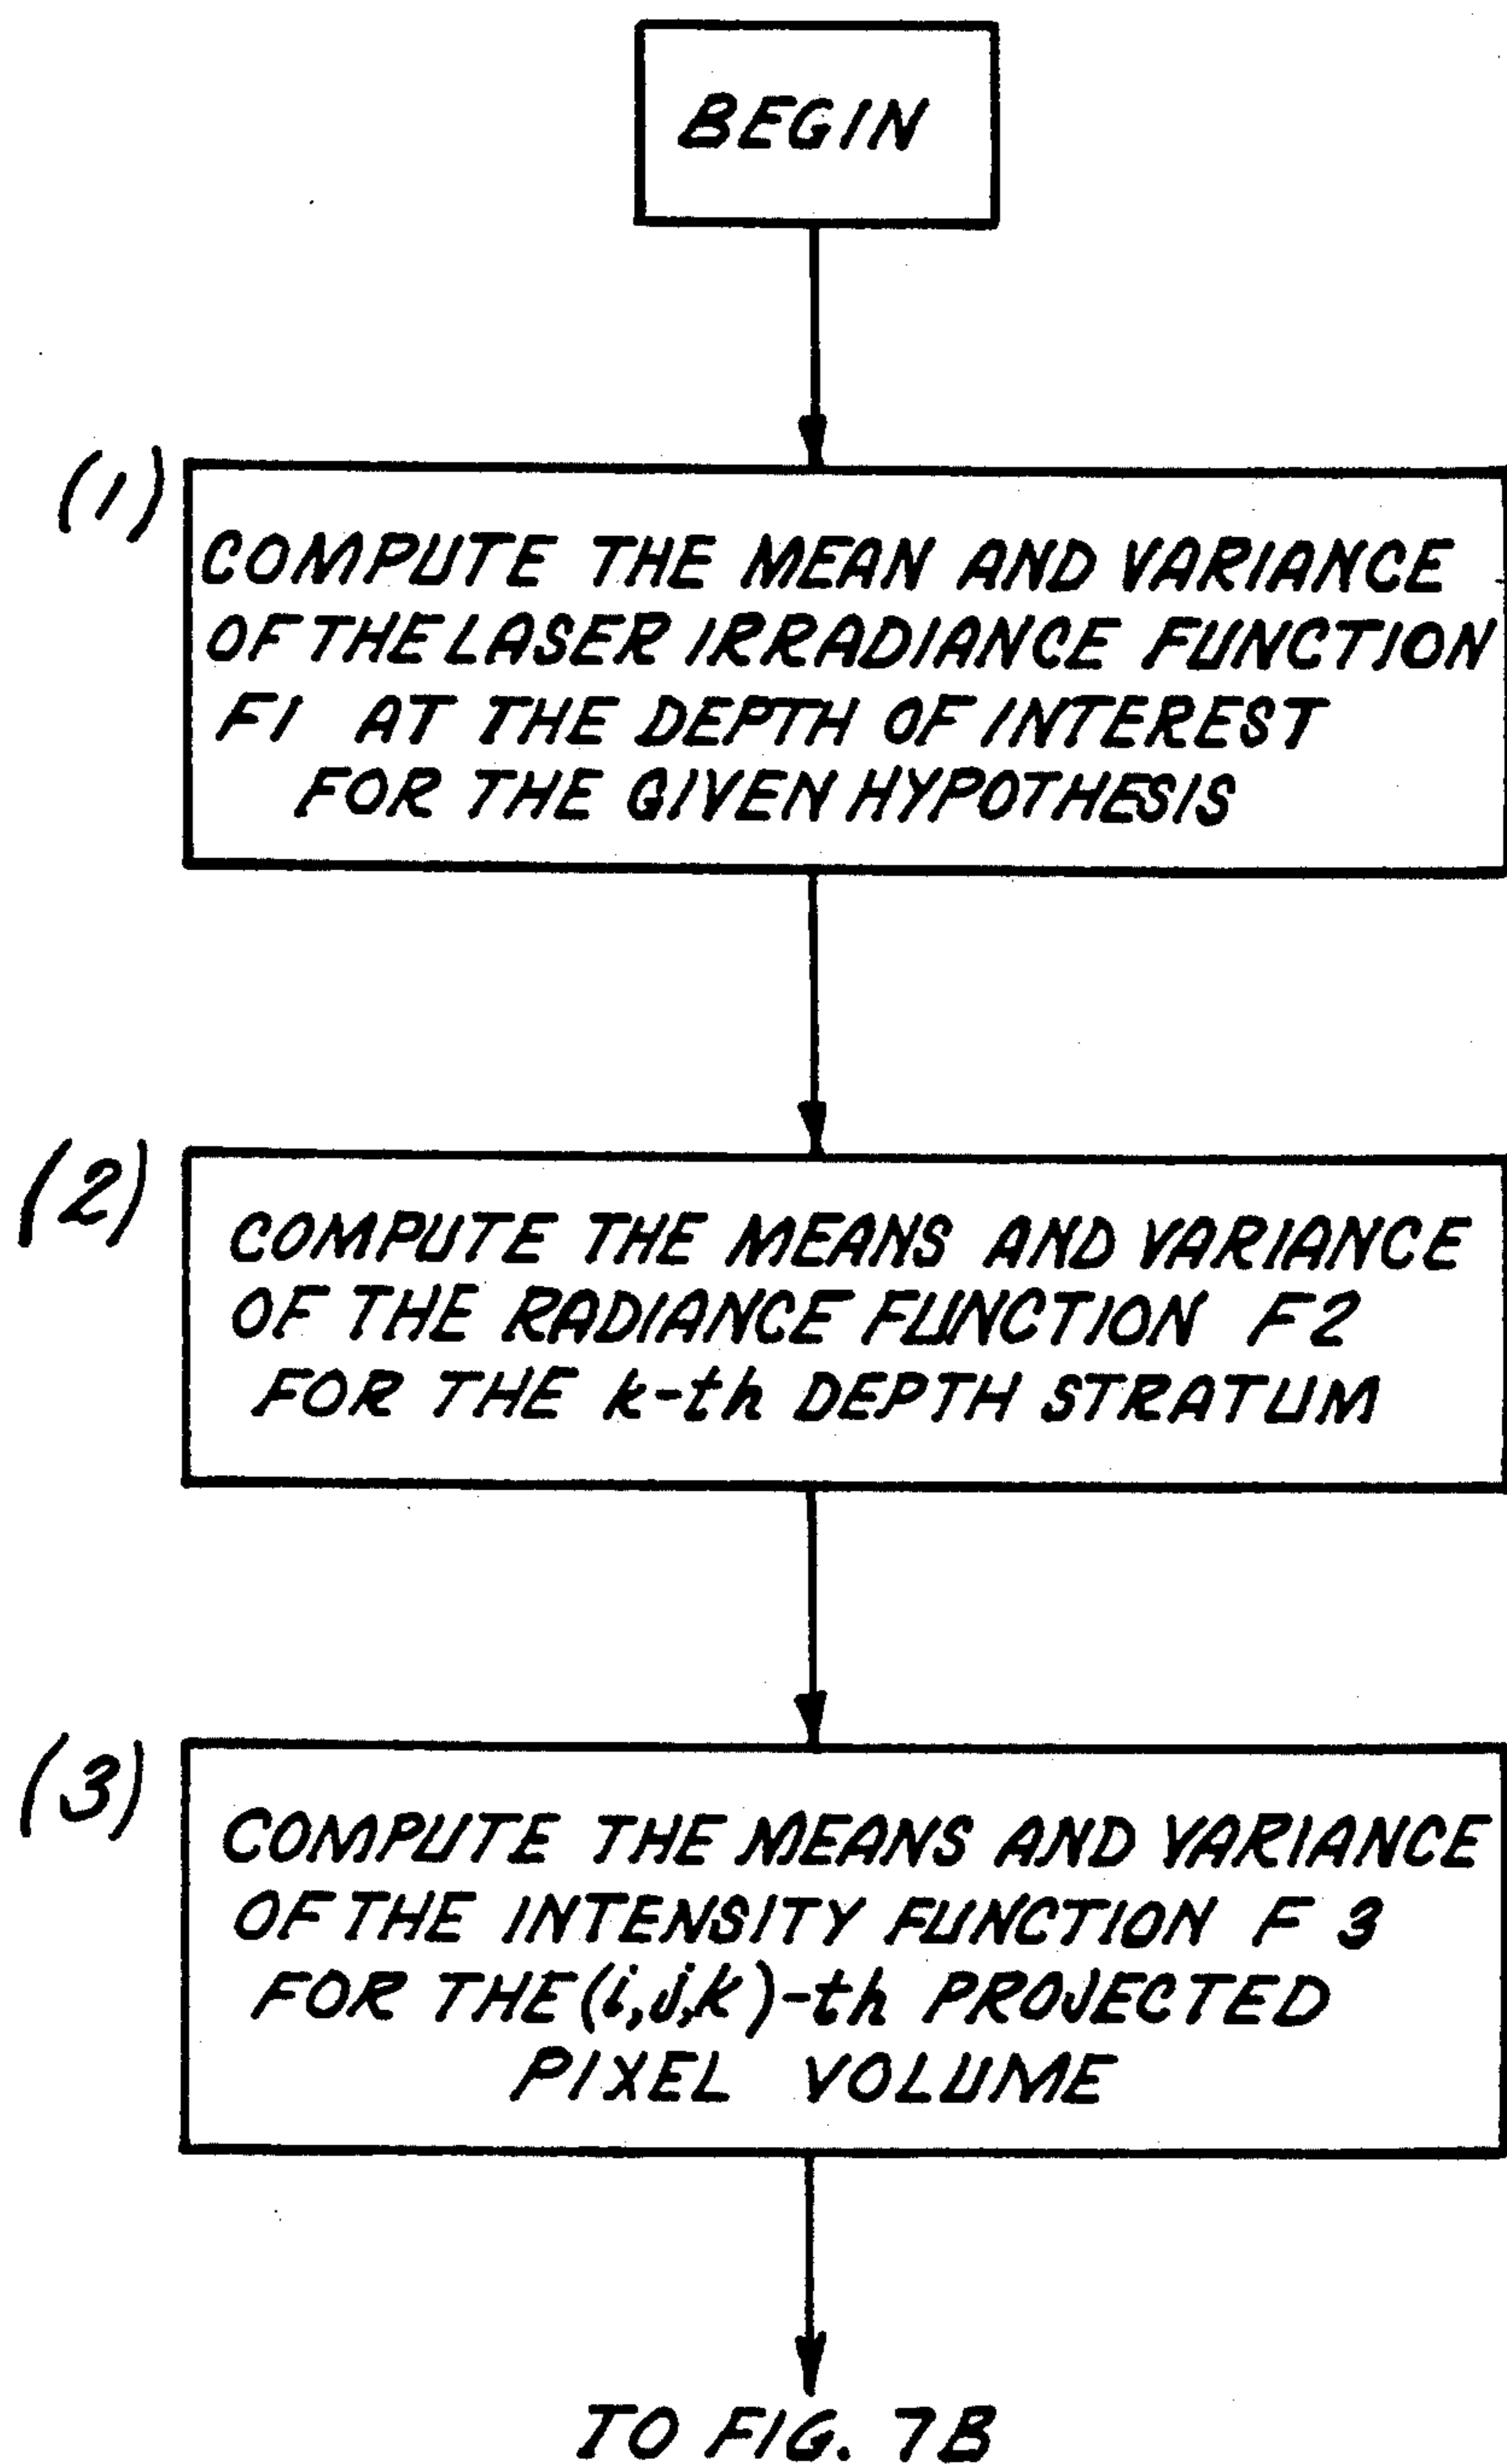 BEGIN
(1)
COMPUTE THE MEAN AND VARIANCE
OF THE LASER IRRADIANCE FUNCTION
F1 AT THE DEPTH OF INTEREST
FOR THE GIVEN HYPOTHESIS
(2)
COMPUTE THE MEANS AND VARIANCE
OF THE RADIANCE FUNCTION F2
FOR THE k-th DEPTH STRATUM
(3)
COMPUTE THE MEANS AND VARIANCE
OF THE INTENSITY FUNCTION F 3
FOR THE (i,j,k)-th PROJECTED
PIXEL VOLUME
TO FIG. 7B